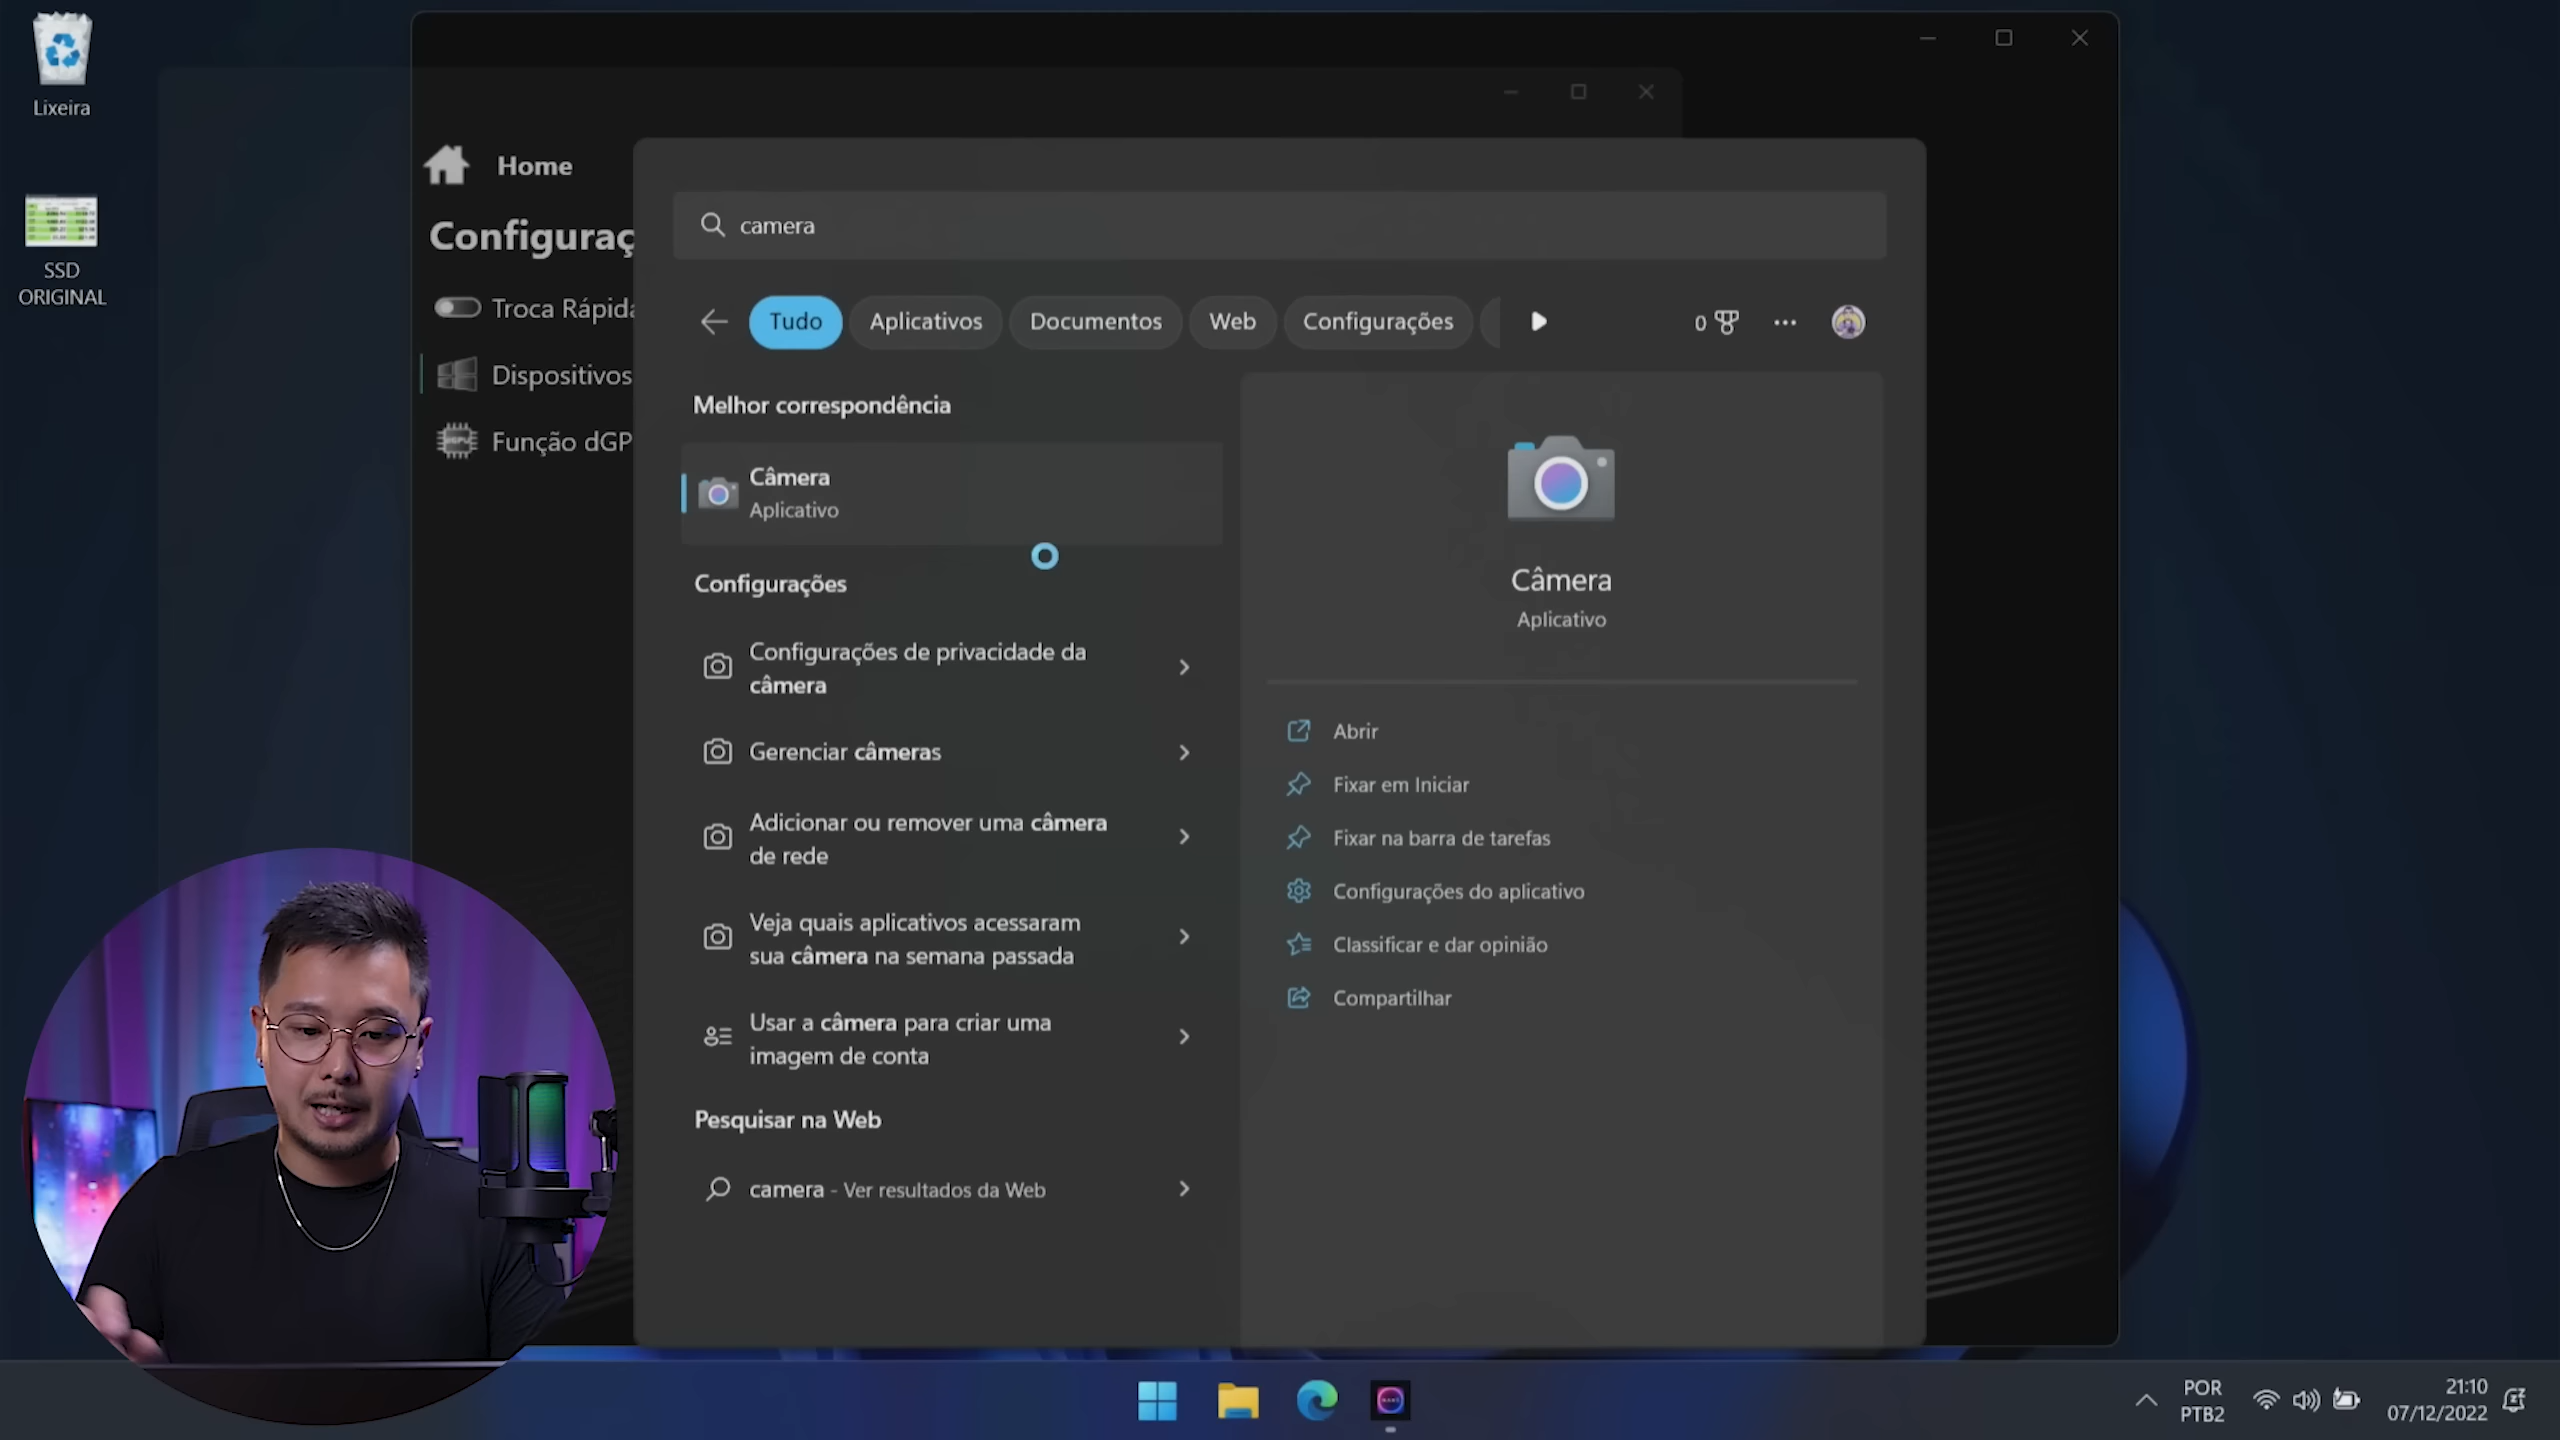 Lixeira
SSD
ORIGINAL
Home
Configuraç
Troca Rápida
Dispositivos
Função dGP
camera
Tudo
Aplicativos
Documentos
Web
Configurações
0
Melhor correspondência
Câmera
Aplicativo
Configurações
Configurações de privacidade da
câmera
Gerenciar câmeras
Adicionar ou remover uma câmera
de rede
Veja quais aplicativos acessaram
sua câmera na semana passada
Usar a câmera para criar uma
imagem de conta
Pesquisar na Web
camera - Ver resultados da Web
Câmera
Aplicativo
Abrir
Fixar em Iniciar
Fixar na barra de tarefas
Configurações do aplicativo
Classificar e dar opinião
Compartilhar
POR
PTB2
21:10
07/12/2022